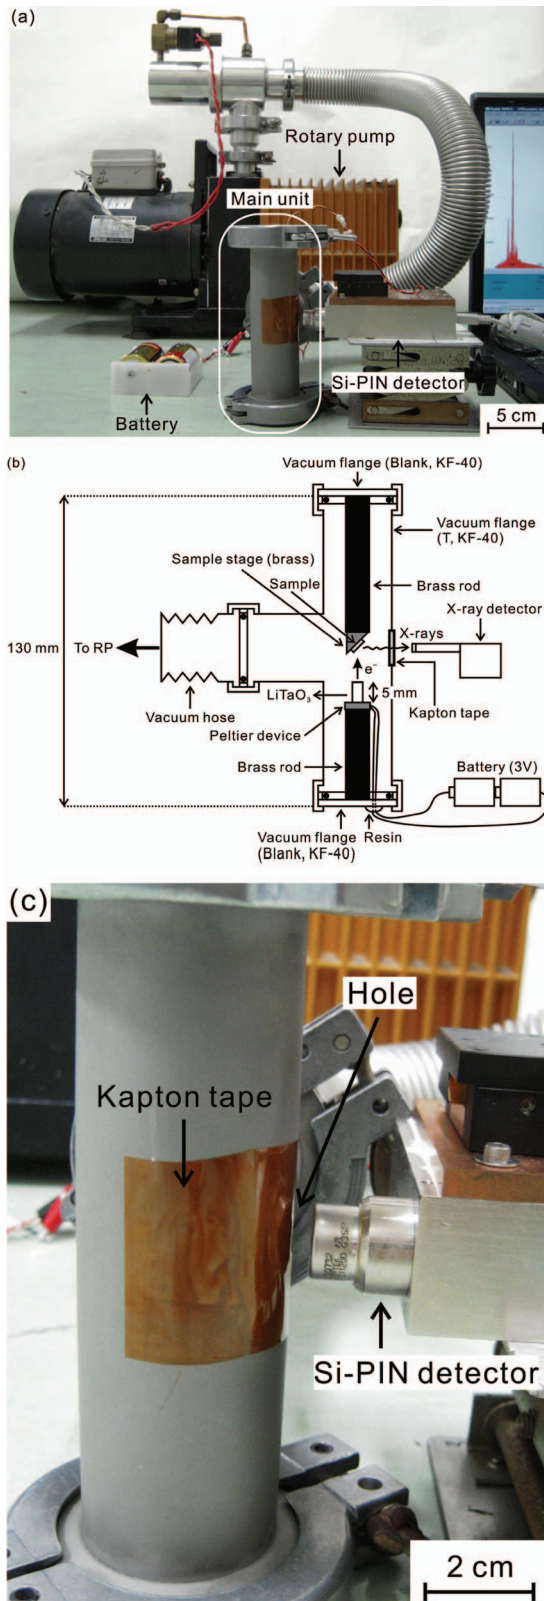 (a)
Rotary pump
Main unit
Si-PIN detector
Battery
5 cm
(b)
Vacuum flange (Blank, KF-40)
Vacuum flange
(T, KF-40)
Sample stage (brass)
Sample
Brass rod
X-ray detector
X-rays
130 mm
To RP
e⁻
LiTaO₃
5 mm
Kapton tape
Vacuum hose
Peltier device
Brass rod
Battery (3V)
Vacuum flange
(Blank, KF-40)
Resin
(c)
Hole
Kapton tape
Si-PIN detector
2 cm